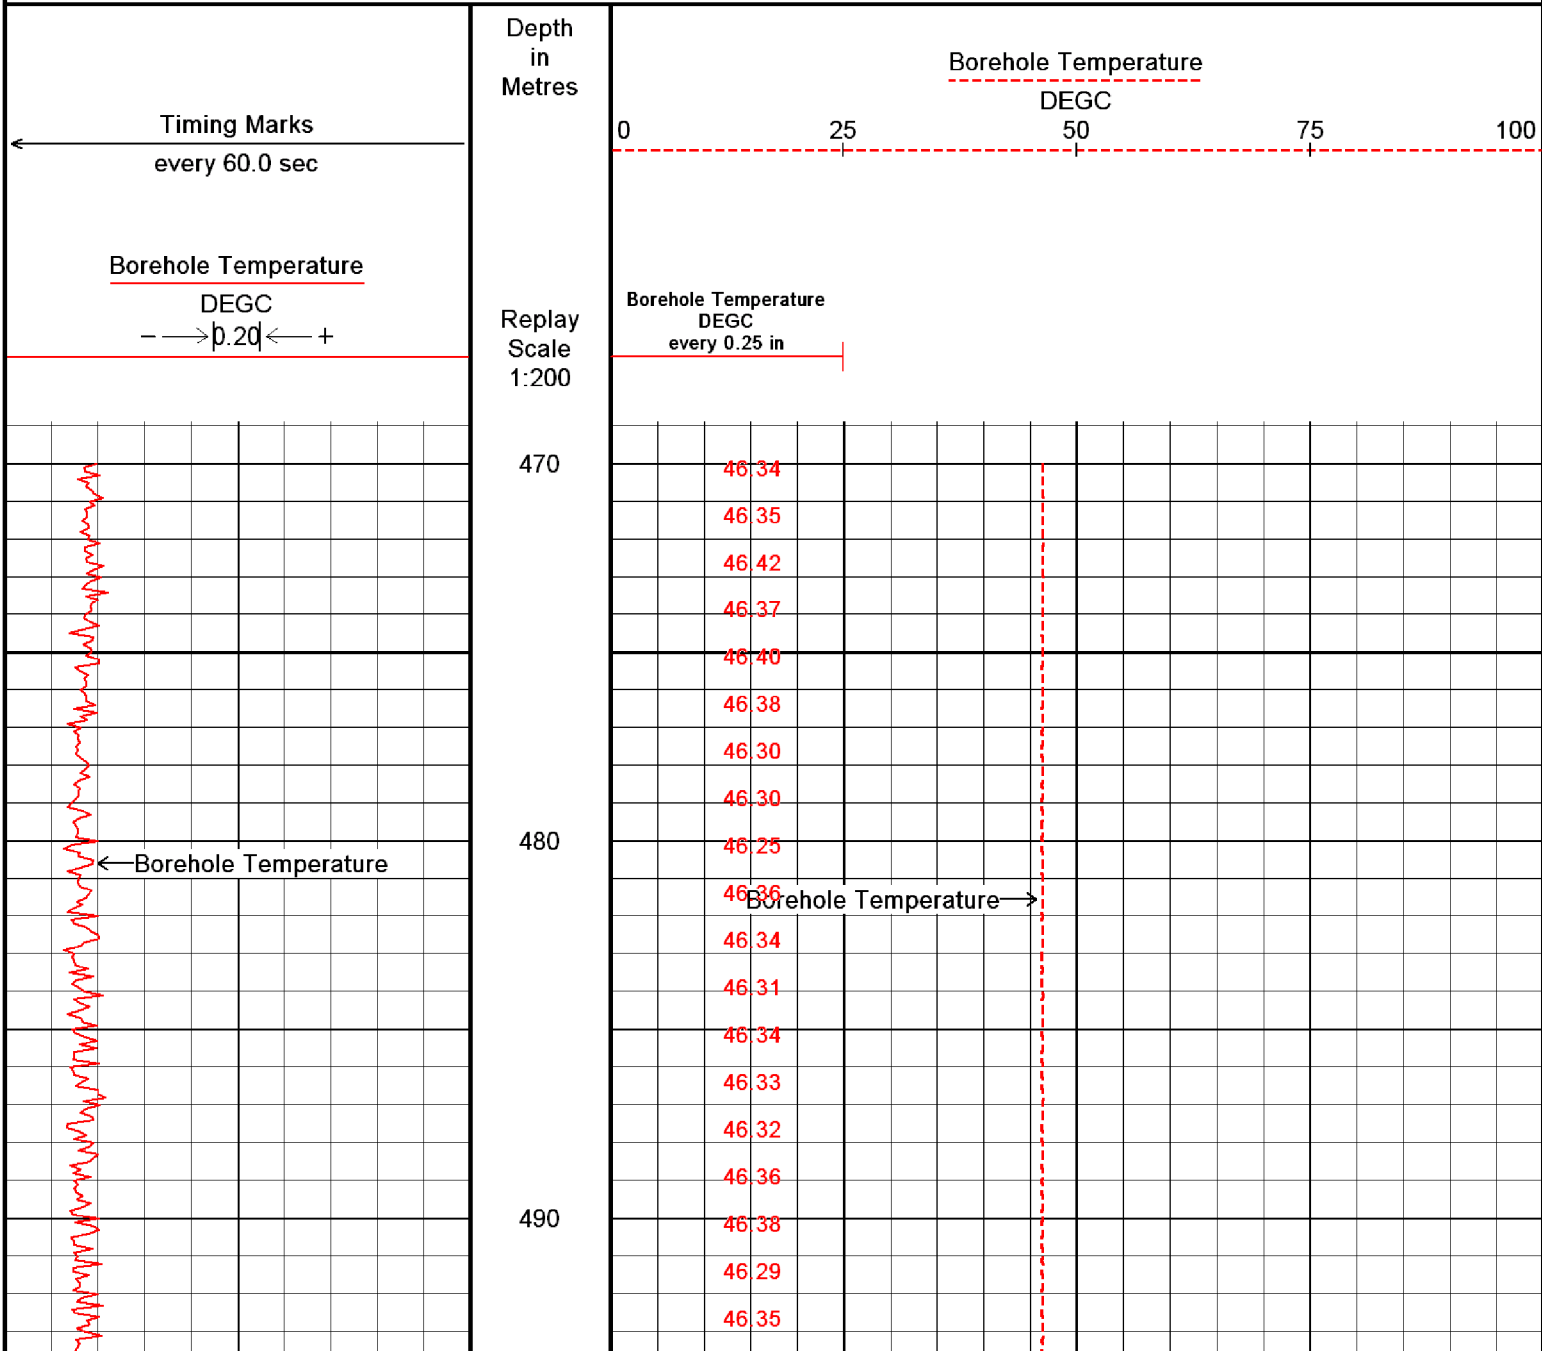 Timing Marks
every 60.0 sec
Borehole Temperature
DEGC
− 0.20 +
Depth
in
Metres
Replay
Scale
1:200
Borehole Temperature
DEGC
0 25 50 75 100
Borehole Temperature
DEGC
every 0.25 in
470 46.34
46.35
46.42
46.37
46.40
46.38
46.30
46.30
480 46.25
Borehole Temperature
46.36
Borehole Temperature
46.34
46.31
46.34
46.33
46.32
46.36
490 46.38
46.29
46.35